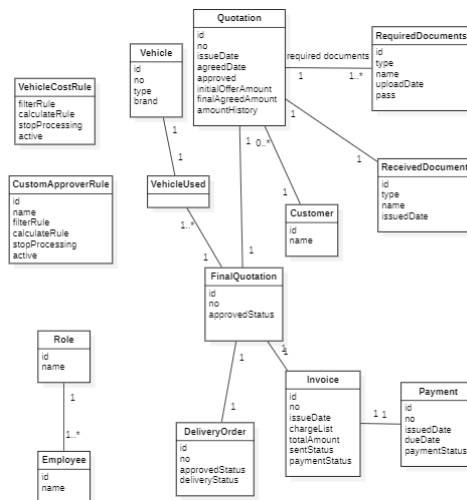 Quotation
id
no
issueDate
agreedDate
approved
initialOfferAmount
finalAgreedAmount
amountHistory
required documents
1
1..*
RequiredDocuments
id
type
name
uploadDate
pass
Vehicle
id
no
type
brand
VehicleCostRule
filterRule
calculateRule
stopProcessing
active
1
1
1
1
0..*
1
ReceivedDocument
id
type
name
issuedDate
CustomApproverRule
id
name
filterRule
calculateRule
stopProcessing
active
VehicleUsed
1..*
1
1
1
Customer
id
name
FinalQuotation
id
no
approvedStatus
Role
id
name
1
1
1
1
1..*
1
Invoice
id
no
issueDate
chargeList
totalAmount
sentStatus
paymentStatus
1 1
Payment
id
no
issuedDate
dueDate
paymentStatus
DeliveryOrder
id
no
approvedStatus
deliveryStatus
Employee
id
name